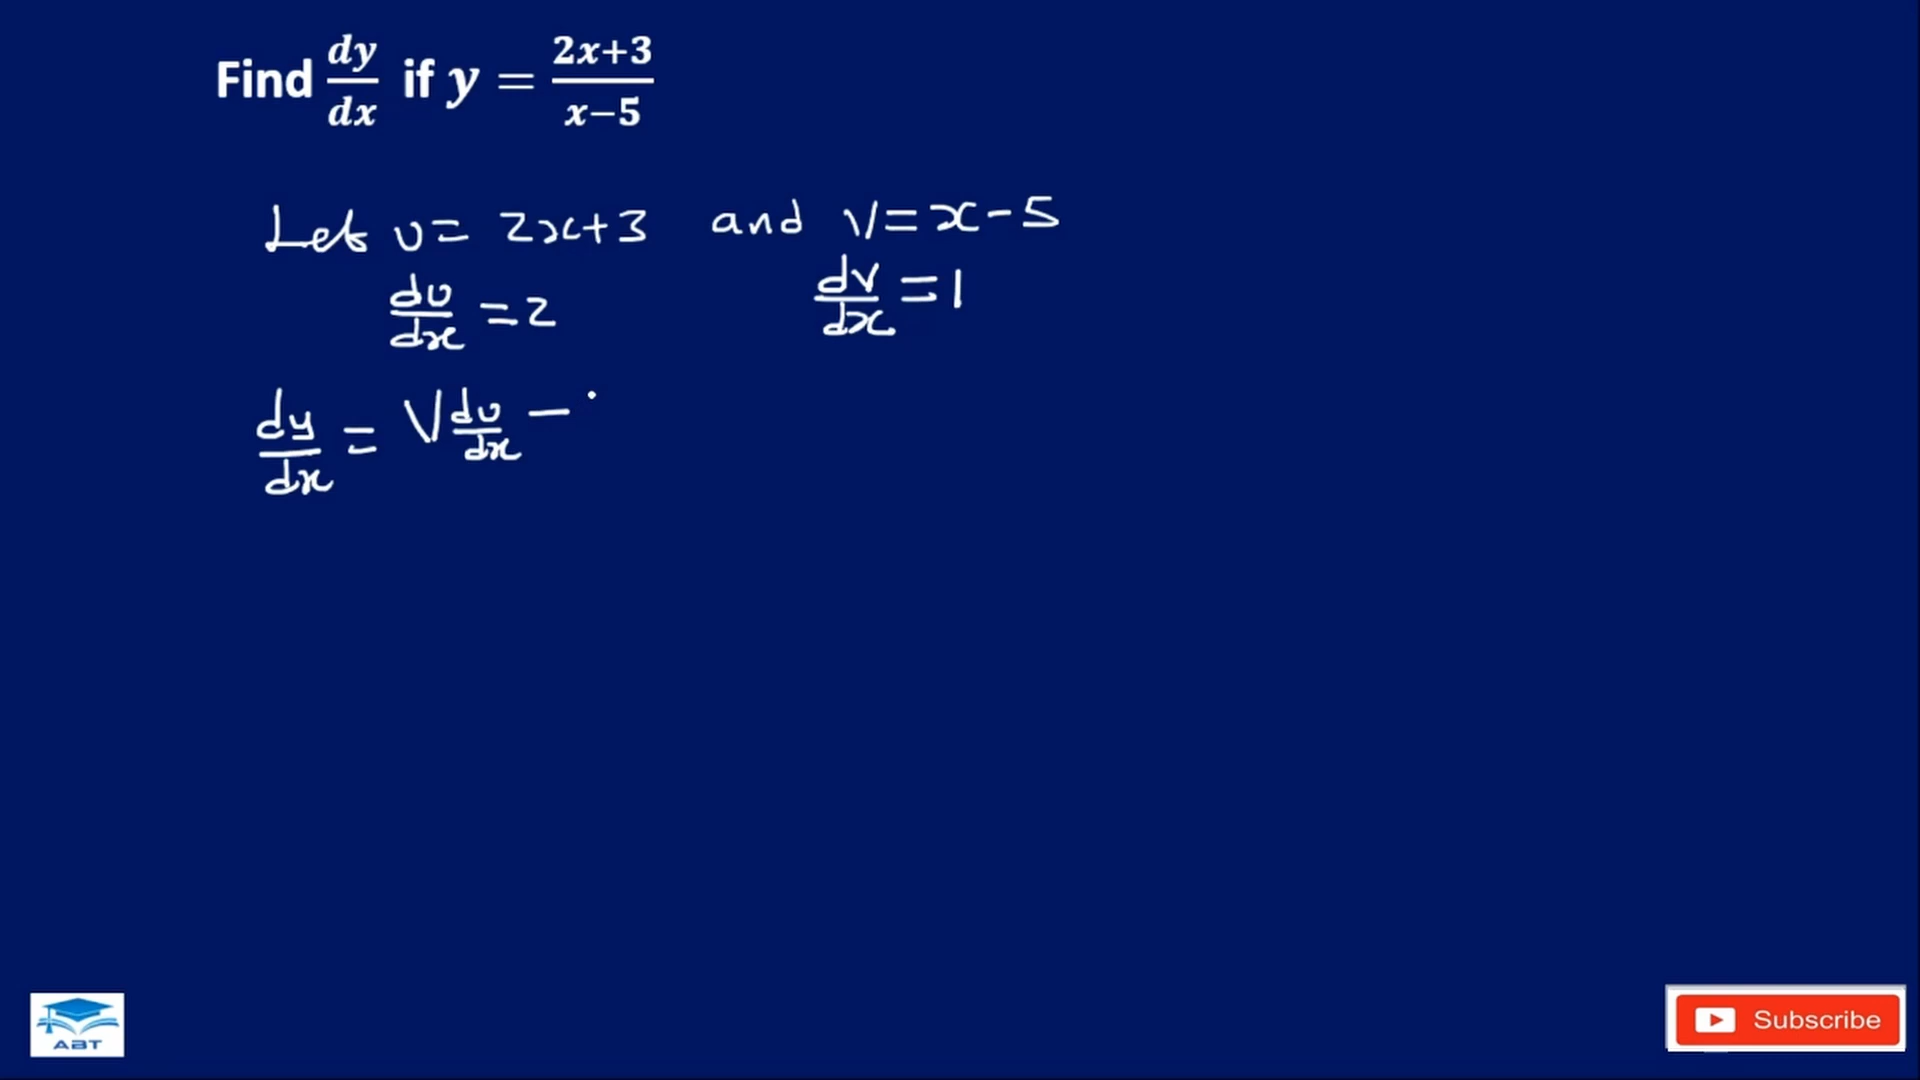 Find dy/dx if y = 2x+3/x−5
Let u = 2x+3 and v = x-5
du/dx = 2 dv/dx = 1
dy/dx = V du/dx -
ABT
Subscribe